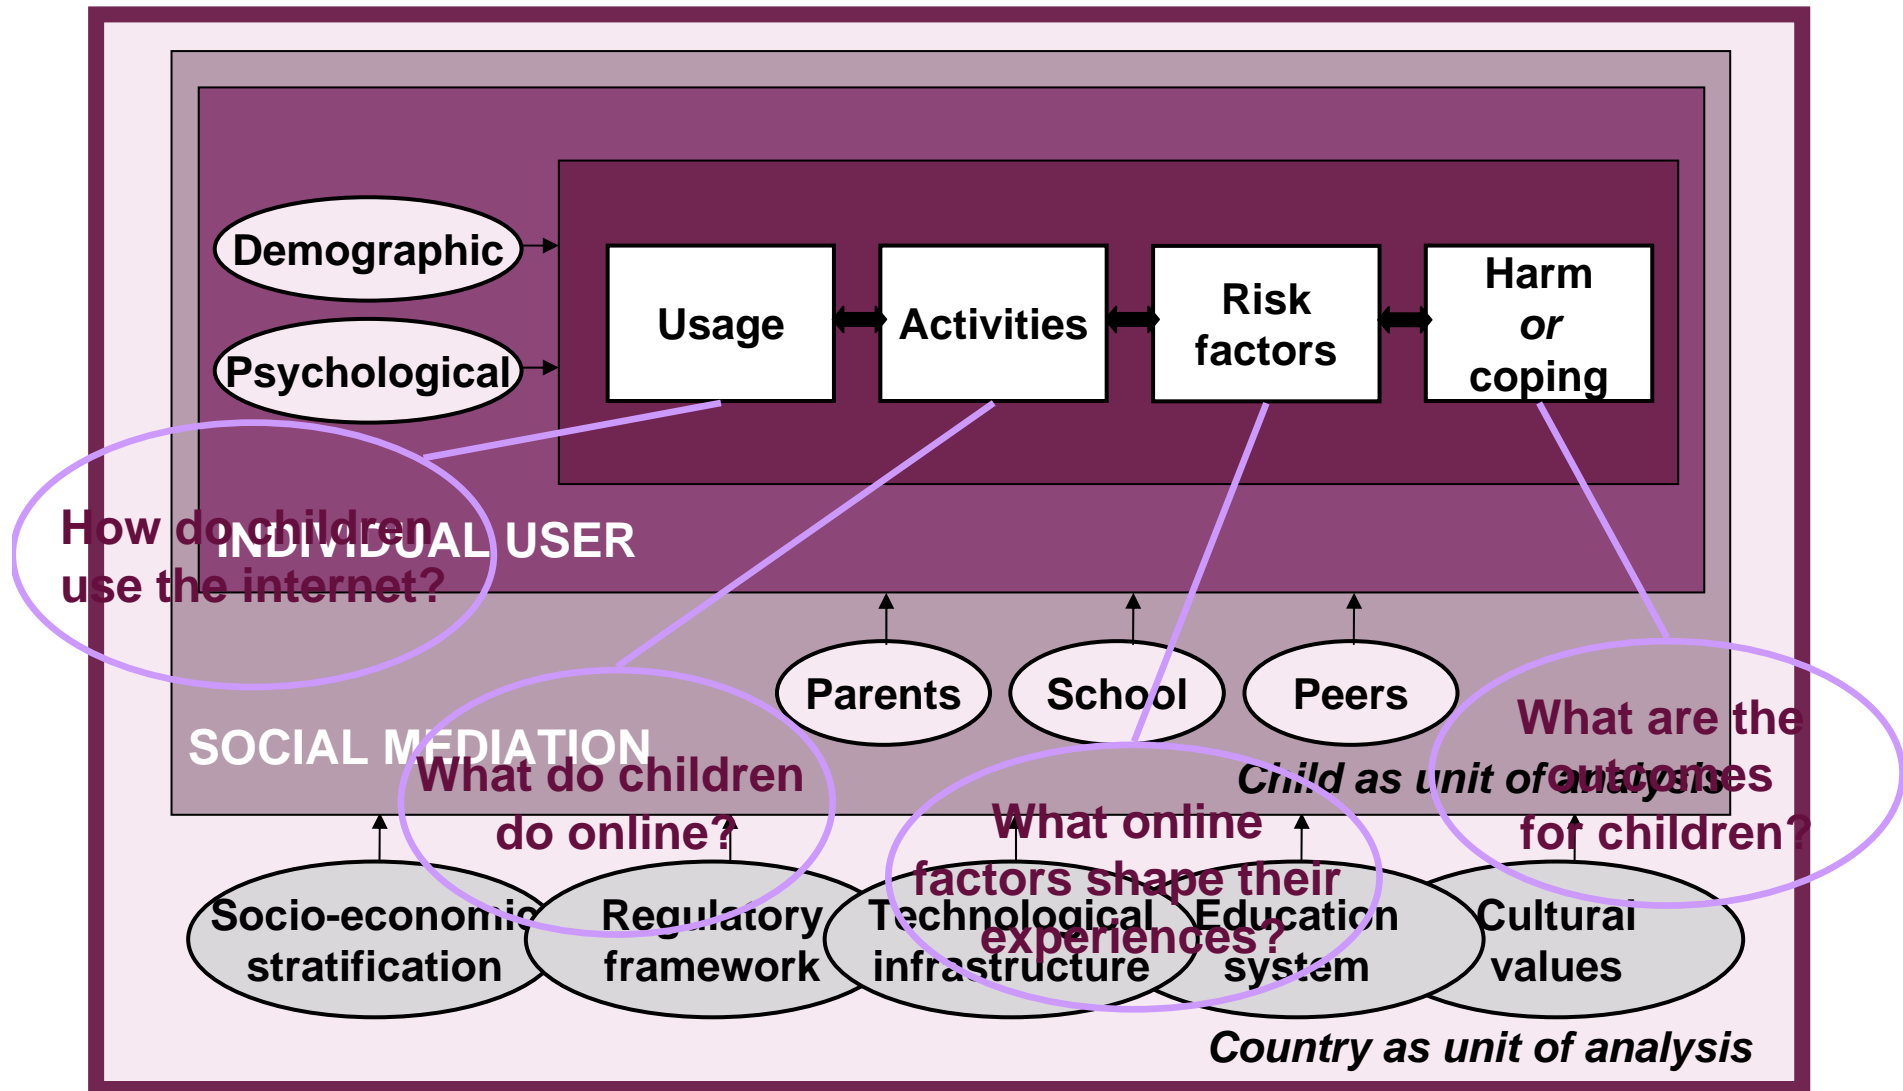 Demographic
Psychological
Usage
Activities
Risk
factors
Harm
or
coping
How do children
use the internet?
INDIVIDUAL USER
Parents
School
Peers
SOCIAL MEDIATION
What do children
do online?
Child as unit of analysis
What online
factors shape their
experiences?
What are the
outcomes
for children?
Socio-economic
stratification
Regulatory
framework
Technological
infrastructure
Education
system
Cultural
values
Country as unit of analysis